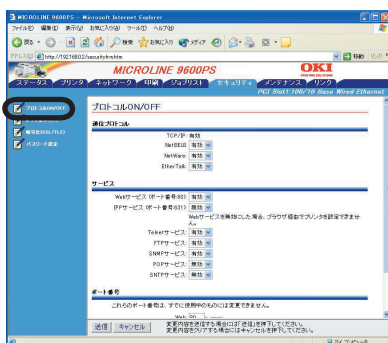 MICROLINE 9600PS - Microsoft Internet Explorer
ファイル(F) 編集(E) 表示(V) お気に入り(A) ツール(T) ヘルプ(H)
戻る 検索 お気に入り メディア
アドレス(D) 移動 リンク
MICROLINE 9600PS OKI
PRINTING SOLUTIONS
ステータス プリンタ ネットワーク 印刷 ジョブリスト セキュリティ メンテナンス リンク
PCI Slot1:100/10 Base Wired Ethernet
プロトコルON/OFF
暗号化(SSL/TLS)
パスワード設定
プロトコルON/OFF
通信プロトコル
TCP/IP: 有効
NetBEUI: 有効
NetWare: 有効
EtherTalk: 有効
サービス
Webサービス (ポート番号:80): 有効
IPPサービス (ポート番号:631): 無効
Webサービスを無効にした場合、ブラウザ経由でプリンタを設定できません。
Telnetサービス: 有効
FTPサービス: 有効
SNMPサービス: 有効
POPサービス: 無効
SNTPサービス: 無効
ポート番号
これらのポート番号は、すでに使用中のものには変更できません。
Web 80
送信 キャンセル 変更内容を送信する場合には「送信」を押下してください。
変更内容をクリアする場合にはキャンセルを押下してください。
マイ コンピュータ